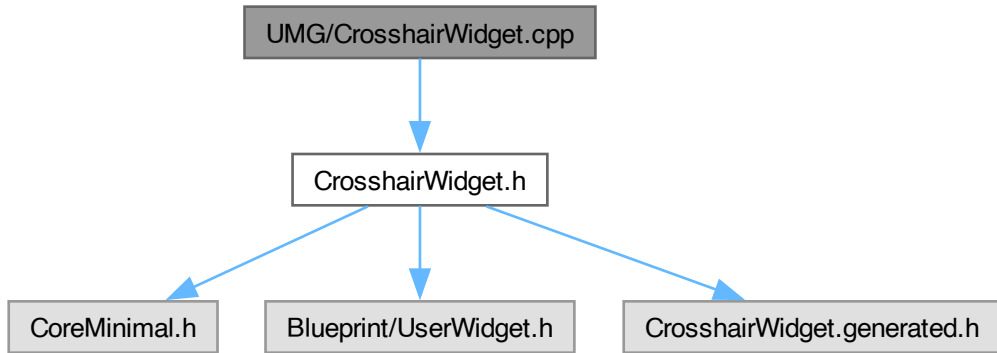 UMG/CrosshairWidget.cpp
CrosshairWidget.h
CoreMinimal.h
Blueprint/UserWidget.h
CrosshairWidget.generated.h